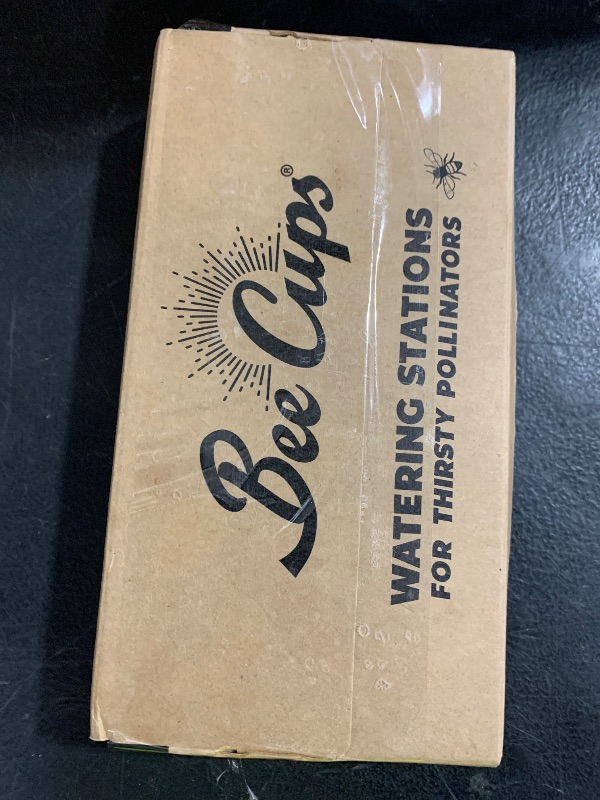 Bee Cups®
WATERING STATIONS
FOR THIRSTY POLLINATORS